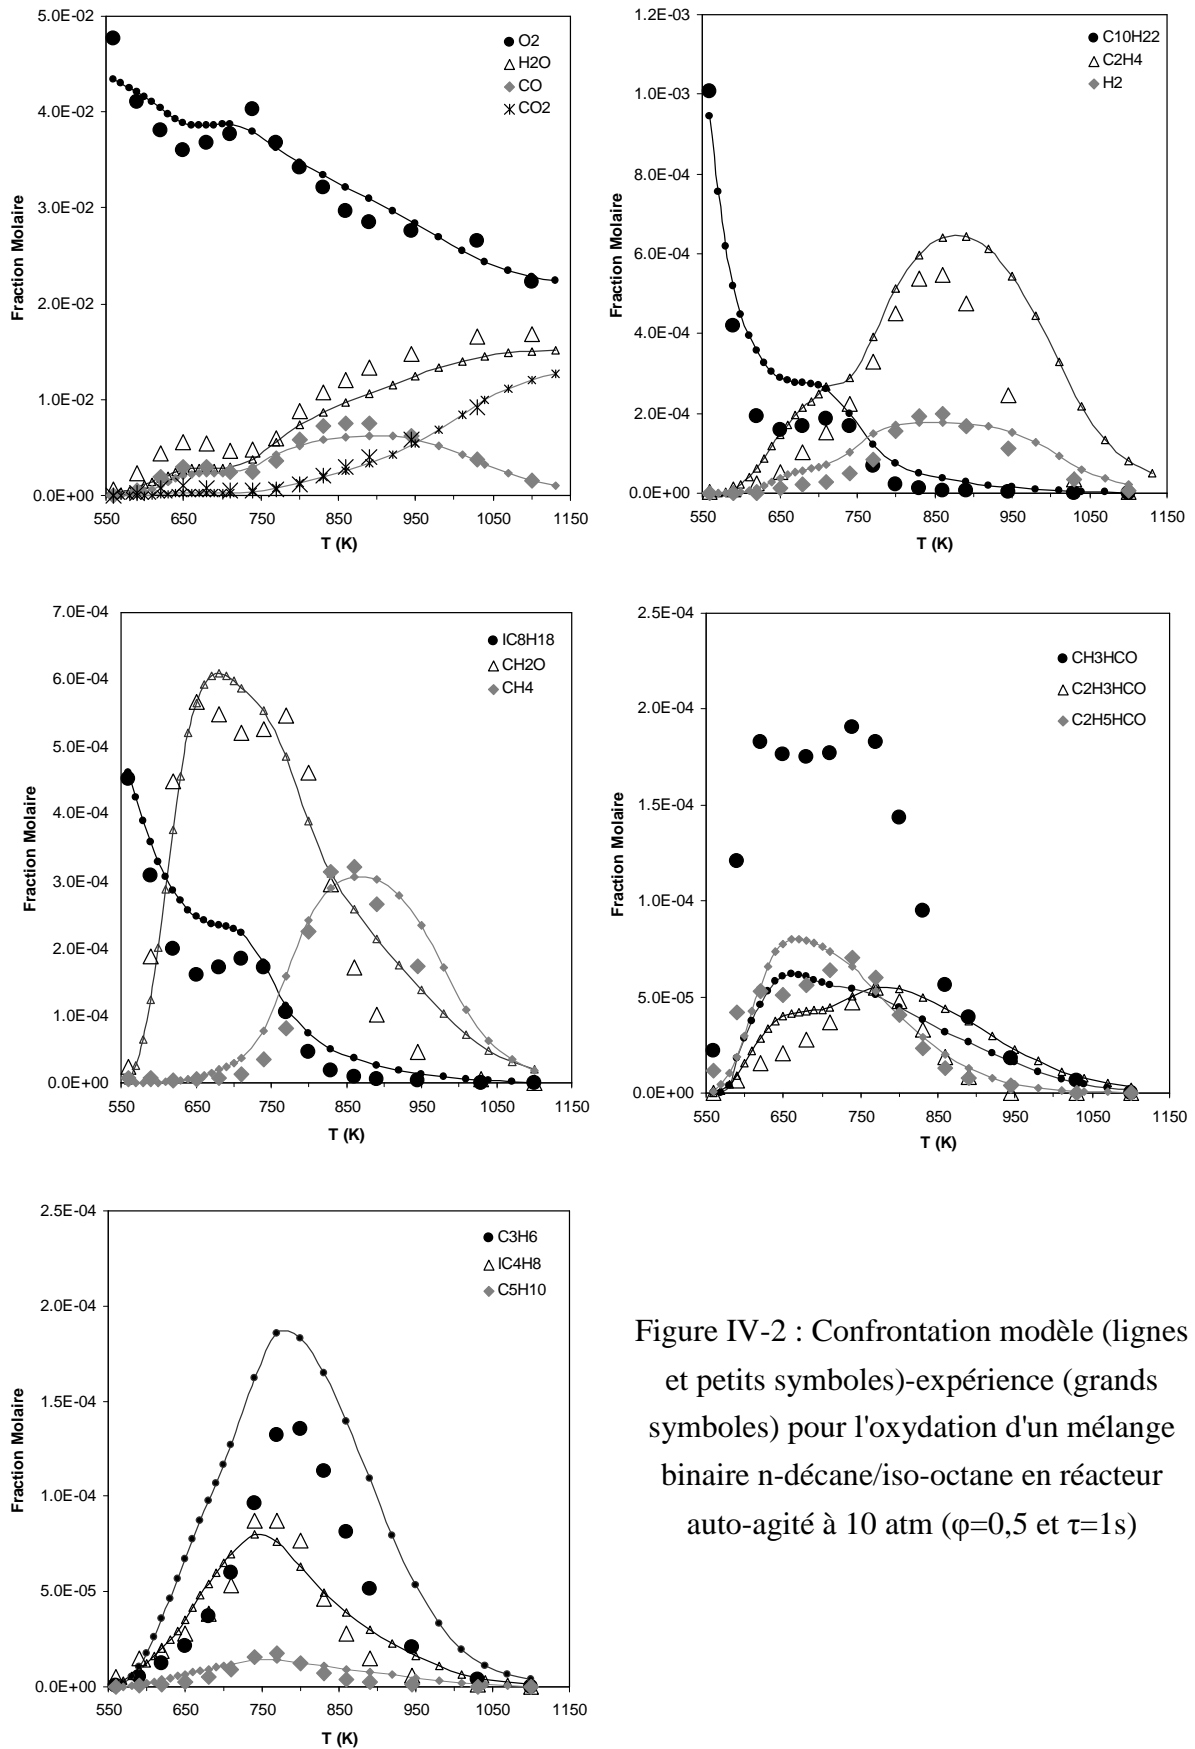 5.0E-02
4.0E-02
3.0E-02
2.0E-02
1.0E-02
0.0E+00
Fraction Molaire
O2
H2O
CO
CO2
550 650 750 850 950 1050 1150
T (K)
1.2E-03
1.0E-03
8.0E-04
6.0E-04
4.0E-04
2.0E-04
0.0E+00
Fraction Molaire
C10H22
C2H4
H2
550 650 750 850 950 1050 1150
T (K)
7.0E-04
6.0E-04
5.0E-04
4.0E-04
3.0E-04
2.0E-04
1.0E-04
0.0E+00
Fraction Molaire
IC8H18
CH2O
CH4
550 650 750 850 950 1050 1150
T (K)
2.5E-04
2.0E-04
1.5E-04
1.0E-04
5.0E-05
0.0E+00
Fraction Molaire
CH3HCO
C2H3HCO
C2H5HCO
550 650 750 850 950 1050 1150
T (K)
2.5E-04
2.0E-04
1.5E-04
1.0E-04
5.0E-05
0.0E+00
Fraction Molaire
C3H6
IC4H8
C5H10
550 650 750 850 950 1050 1150
T (K)
Figure IV-2 : Confrontation modèle (lignes
et petits symboles)-expérience (grands
symboles) pour l'oxydation d'un mélange
binaire n-décane/iso-octane en réacteur
auto-agité à 10 atm (φ=0,5 et τ=1s)